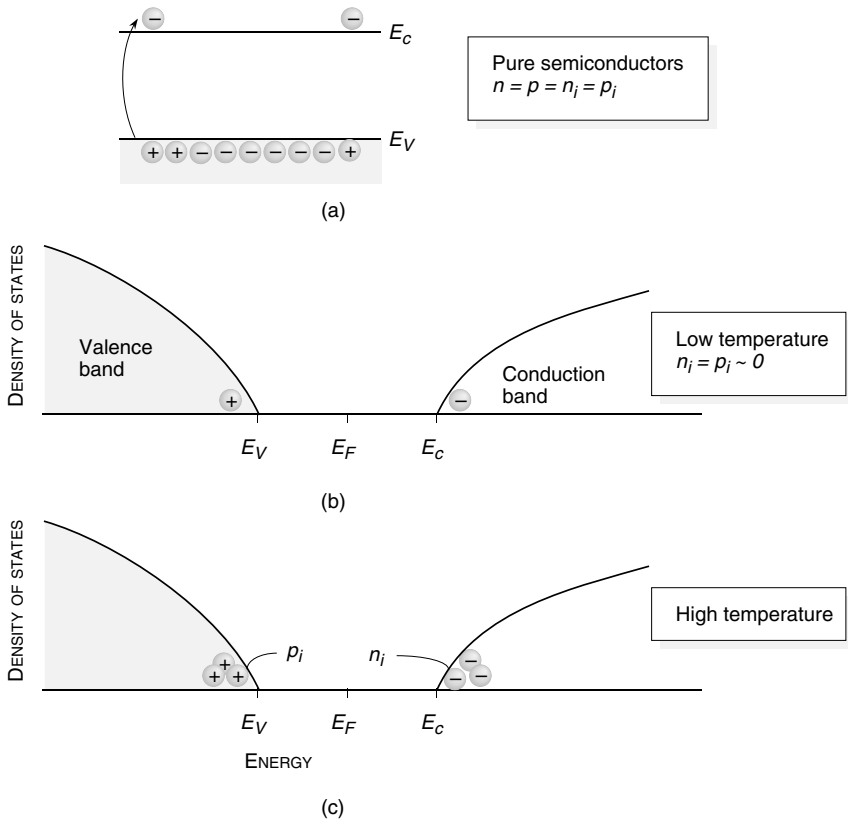 − −
E_c
Pure semiconductors
n = p = n_i = p_i
E_V
+ + − − − − − − +
(a)
DENSITY OF STATES
Valence
band
+
−
Conduction
band
Low temperature
n_i = p_i ~ 0
E_V E_F E_c
(b)
DENSITY OF STATES
High temperature
p_i n_i
+
+ +
−
− −
E_V E_F E_c
ENERGY
(c)